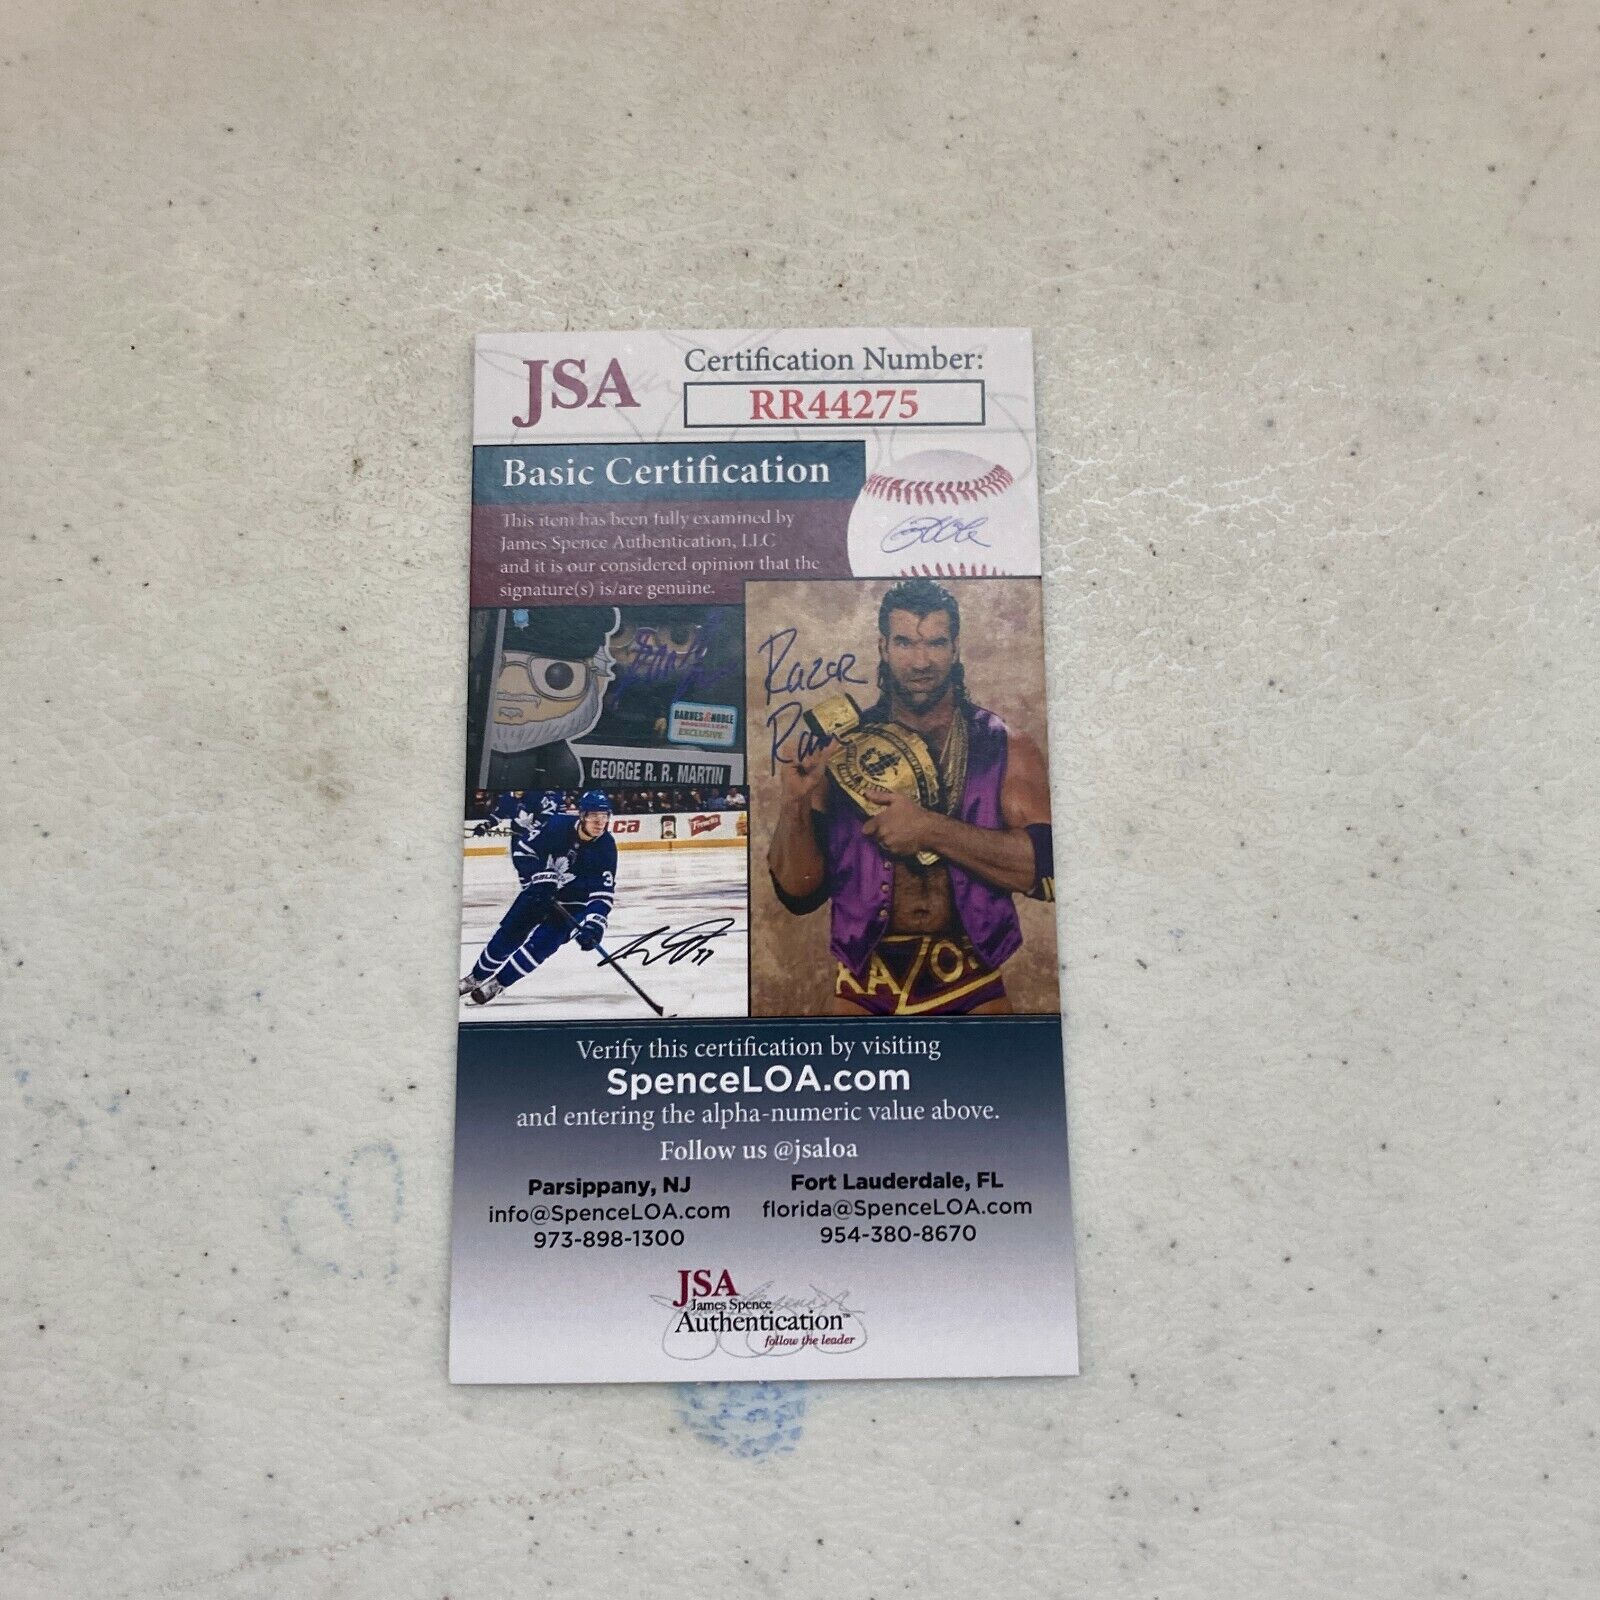 JSA
Certification Number:
RR44275
Basic Certification
This item has been fully examined by
James Spence Authentication, LLC
and it is our considered opinion that the
signature(s) is/are genuine.
BARNES & NOBLE
BOOKSELLERS
EXCLUSIVE
GEORGE R. R. MARTIN
Razor
Ramon
RAZOR
Verify this certification by visiting
SpenceLOA.com
and entering the alpha-numeric value above.
Follow us @jsaloa
Parsippany, NJ
info@SpenceLOA.com
973-898-1300
Fort Lauderdale, FL
florida@SpenceLOA.com
954-380-8670
JSA
James Spence
Authentication™
follow the leader